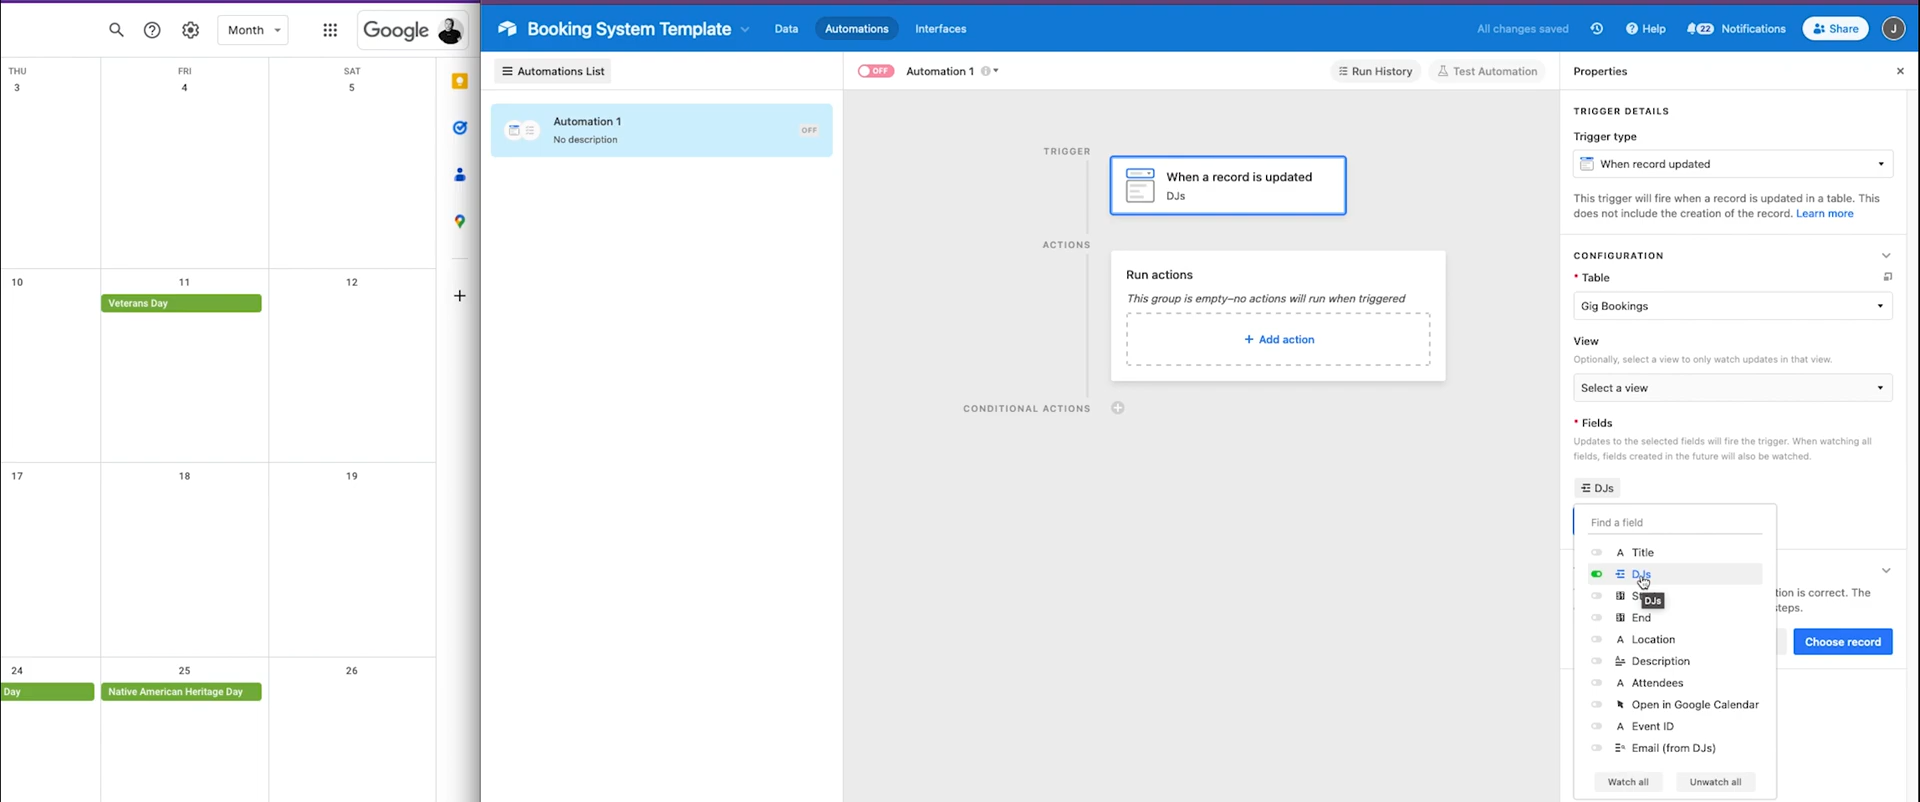 Month
Google
THU
3
FRI
4
SAT
5
10
11
12
Veterans Day
17
18
19
24
25
26
Day
Native American Heritage Day
Booking System Template
Data
Automations
Interfaces
All changes saved
Help
22
Notifications
Share
J
Automations List
OFF
Automation 1
Run History
Test Automation
Properties
Automation 1
No description
OFF
TRIGGER
When a record is updated
DJs
ACTIONS
Run actions
This group is empty–no actions will run when triggered
+ Add action
CONDITIONAL ACTIONS
TRIGGER DETAILS
Trigger type
When record updated
This trigger will fire when a record is updated in a table. This
does not include the creation of the record. Learn more
CONFIGURATION
* Table
Gig Bookings
View
Optionally, select a view to only watch updates in that view.
Select a view
* Fields
Updates to the selected fields will fire the trigger. When watching all
fields, fields created in the future will also be watched.
DJs
Find a field
Title
DJs
DJs
End
Location
Description
Attendees
Open in Google Calendar
Event ID
Email (from DJs)
Watch all
Unwatch all
tion is correct. The
steps.
Choose record